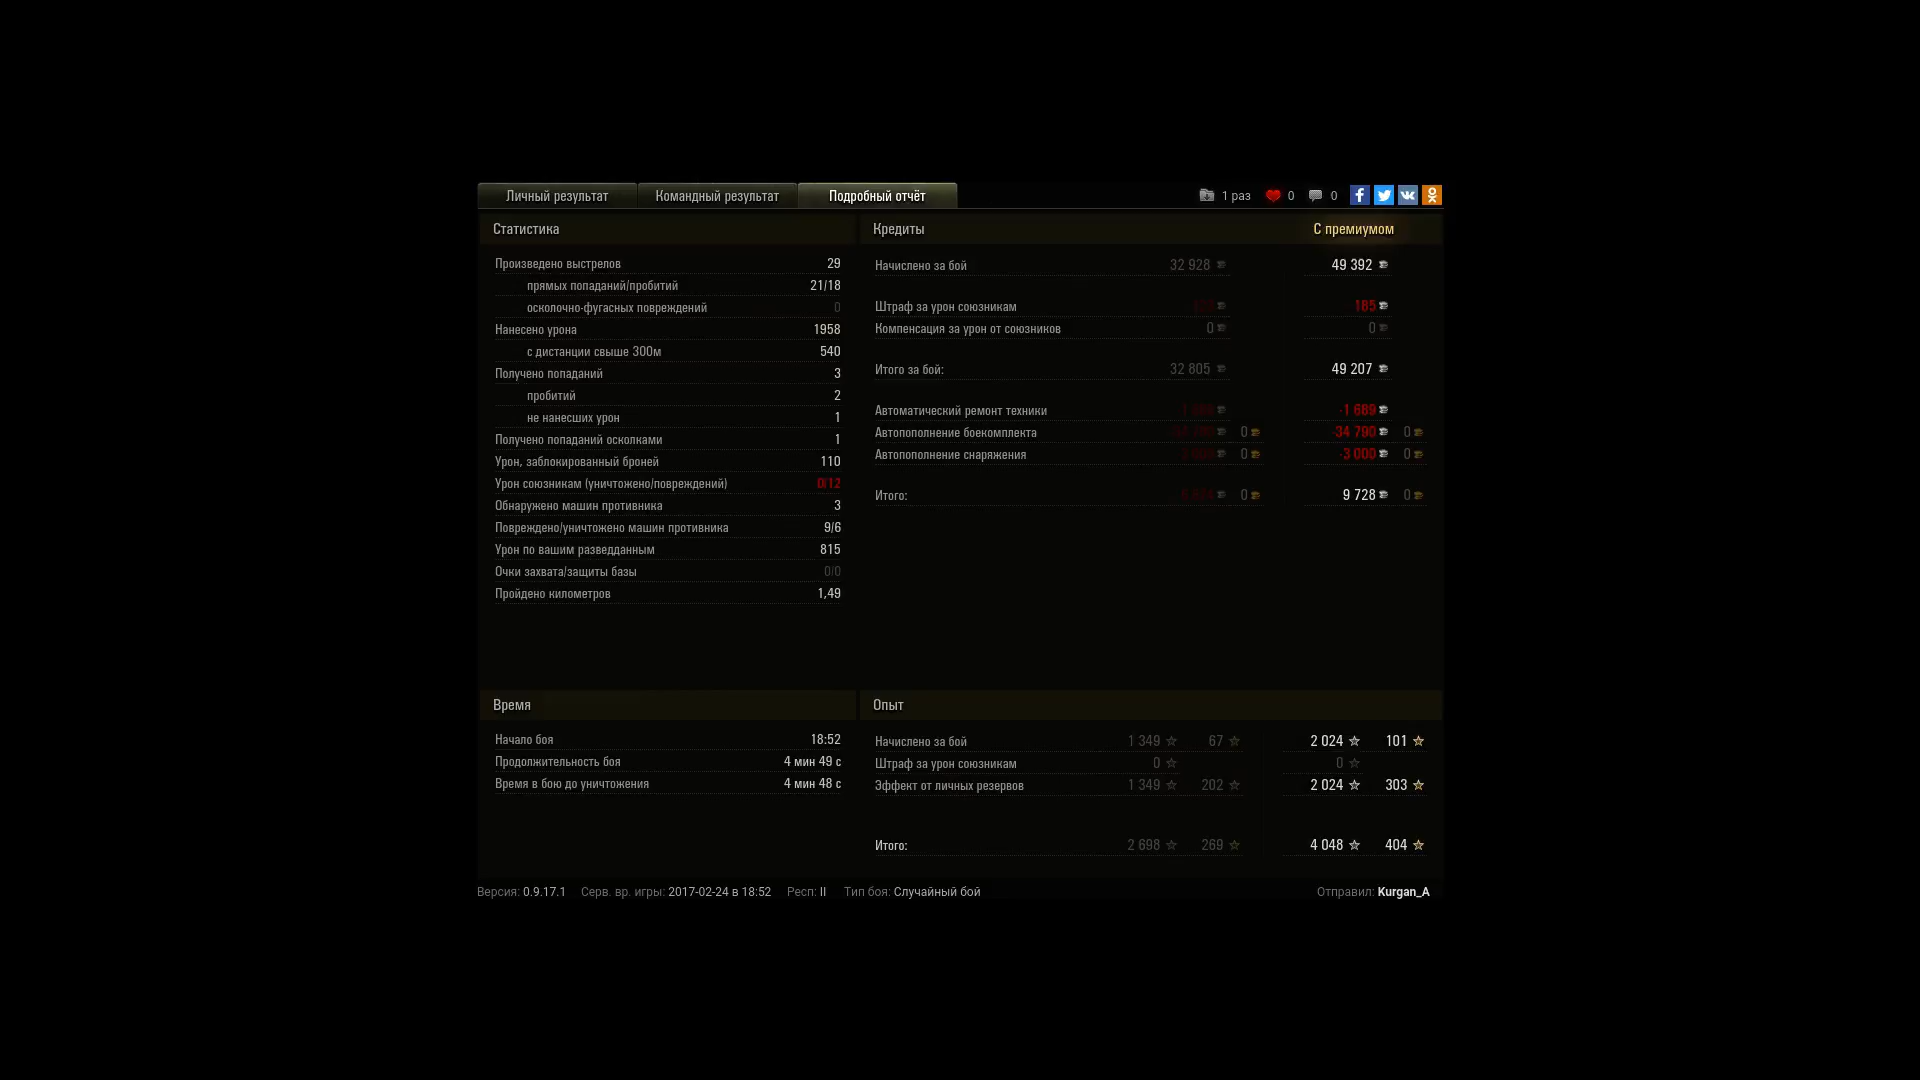 Личный результат Командный результат Подробный отчёт 1 раз 0 0
Статистика
Произведено выстрелов 29
прямых попаданий/пробитий 21/18
осколочно-фугасных повреждений 0
Нанесено урона 1958
с дистанции свыше 300м 540
Получено попаданий 3
пробитий 2
не нанесших урон 1
Получено попаданий осколками 1
Урон, заблокированный броней 110
Урон союзникам (уничтожено/повреждений) 0/12
Обнаружено машин противника 3
Повреждено/уничтожено машин противника 9/6
Урон по вашим разведданным 815
Очки захвата/защиты базы 0/0
Пройдено километров 1,49
Кредиты С премиумом
Начислено за бой 32 928 49 392
Штраф за урон союзникам 185
Компенсация за урон от союзников 0 0
Итого за бой: 32 805 49 207
Автоматический ремонт техники -1 689
Автопополнение боекомплекта 0 -34 790 0
Автопополнение снаряжения 0 -3 000 0
Итого: 0 9 728 0
Время
Начало боя 18:52
Продолжительность боя 4 мин 49 с
Время в бою до уничтожения 4 мин 48 с
Опыт
Начислено за бой 1 349 67 2 024 101
Штраф за урон союзникам 0 0
Эффект от личных резервов 1 349 202 2 024 303
Итого: 2 698 269 4 048 404
Версия: 0.9.17.1 Серв. вр. игры: 2017-02-24 в 18:52 Респ: II Тип боя: Случайный бой Отправил: Kurgan_A